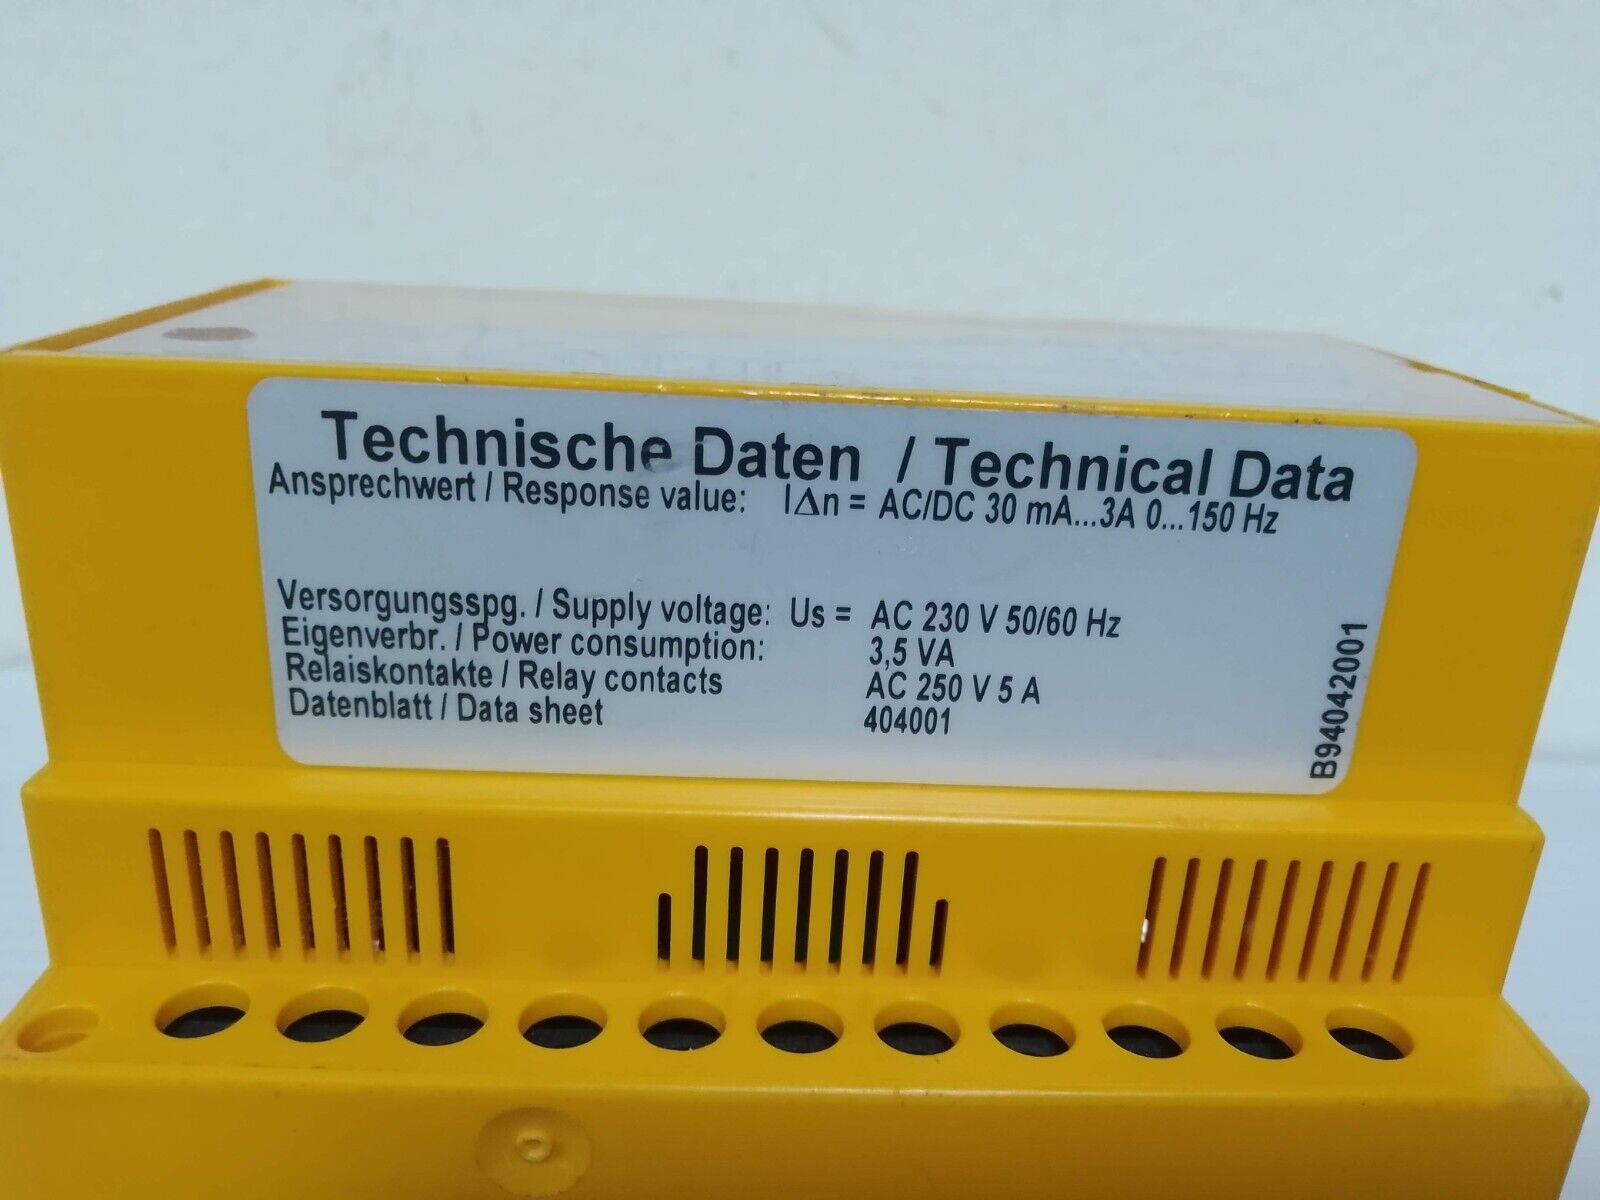 Technische Daten / Technical Data
Ansprechwert / Response value: I∆n = AC/DC 30 mA...3A 0...150 Hz
Versorgungsspg. / Supply voltage: Us = AC 230 V 50/60 Hz
Eigenverbr. / Power consumption: 3,5 VA
Relaiskontakte / Relay contacts AC 250 V 5 A
Datenblatt / Data sheet 404001
B94042001